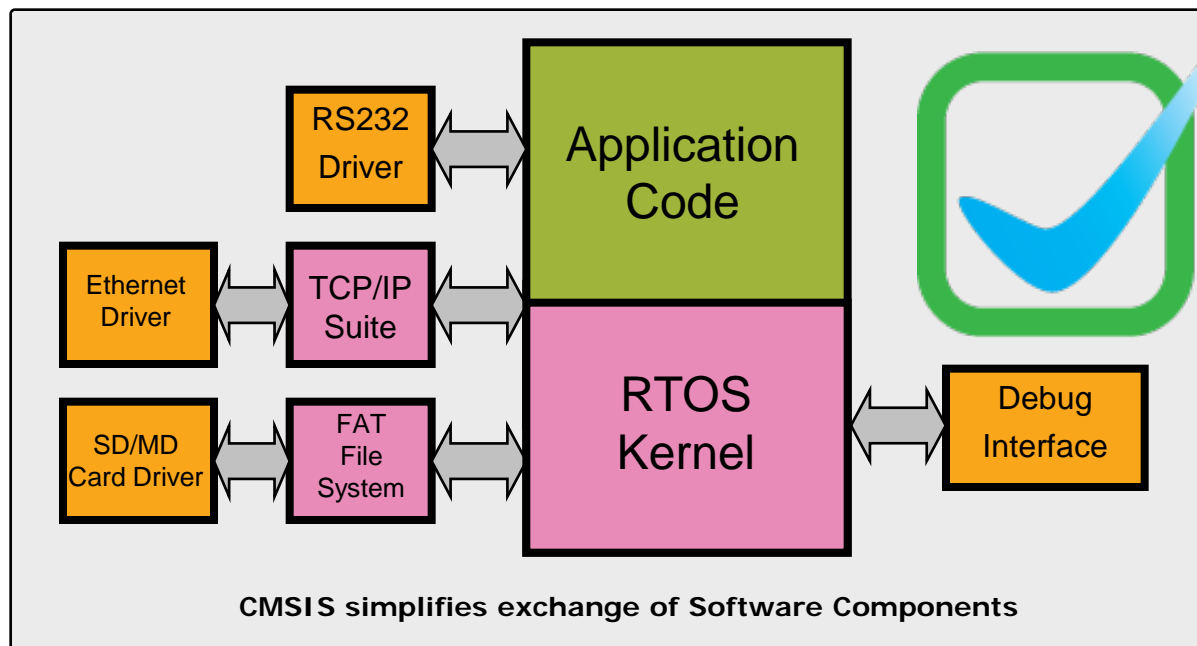 RS232
Driver
Application
Code
Ethernet
Driver
TCP/IP
Suite
RTOS
Kernel
Debug
Interface
SD/MD
Card Driver
FAT
File
System
CMSIS simplifies exchange of Software Components